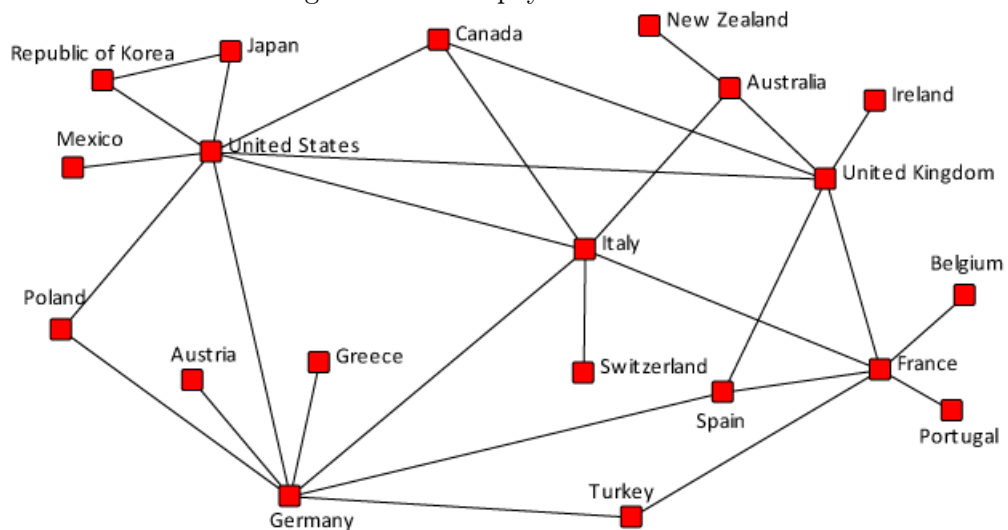 New Zealand
Canada
Japan
Republic of Korea
Australia
Ireland
Mexico
United States
United Kingdom
Italy
Belgium
Poland
Austria
Greece
Switzerland
France
Spain
Portugal
Turkey
Germany